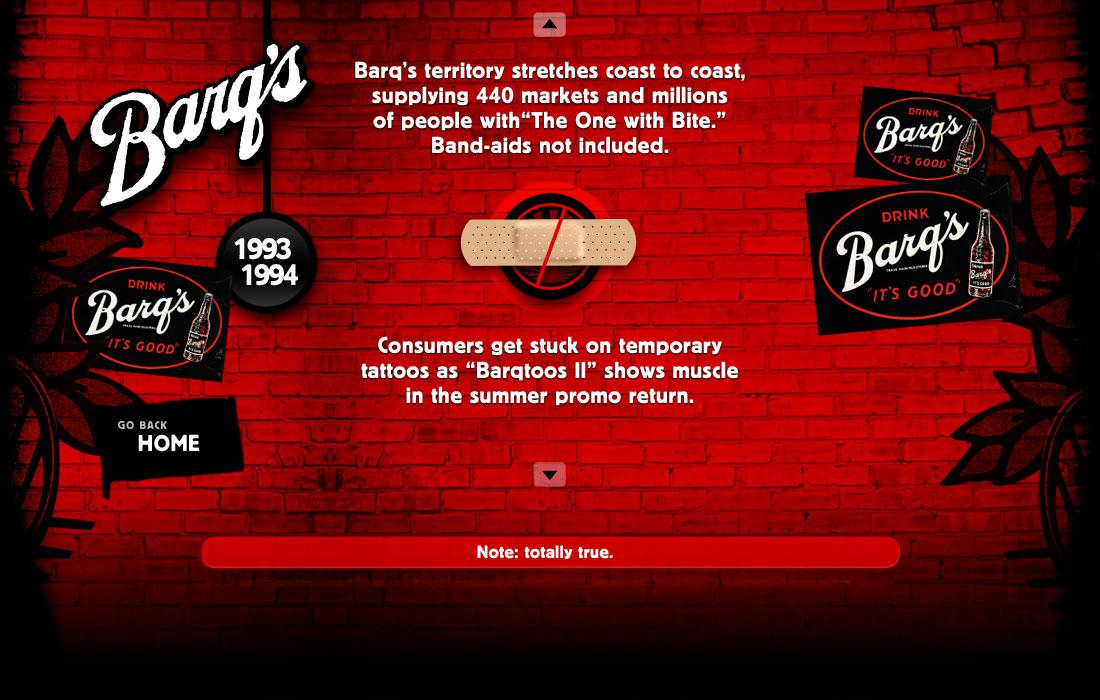 Barq's
Barq's territory stretches coast to coast,
supplying 440 markets and millions
of people with“The One with Bite.”
Band-aids not included.
1993
1994
Consumers get stuck on temporary
tattoos as “Barqtoos II” shows muscle
in the summer promo return.
DRINK
Barq's
"IT'S GOOD"
DRINK
Barq's
"IT'S GOOD"
DRINK
Barq's
"IT'S GOOD"
GO BACK
HOME
Note: totally true.